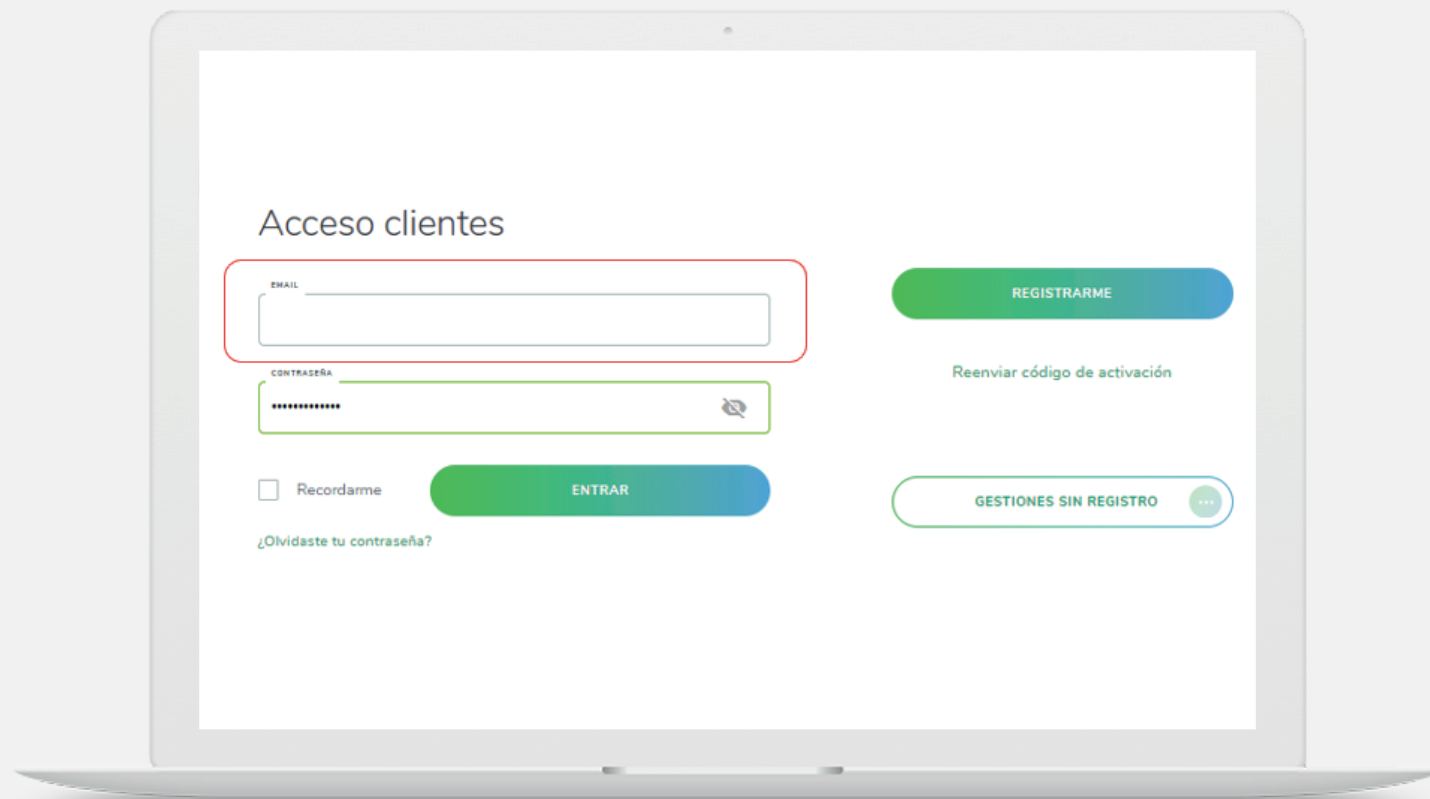 Acceso clientes
EMAIL
CONTRASEÑA
•••••••••••••
Recordarme
ENTRAR
¿Olvidaste tu contraseña?
REGISTRARME
Reenviar código de activación
GESTIONES SIN REGISTRO